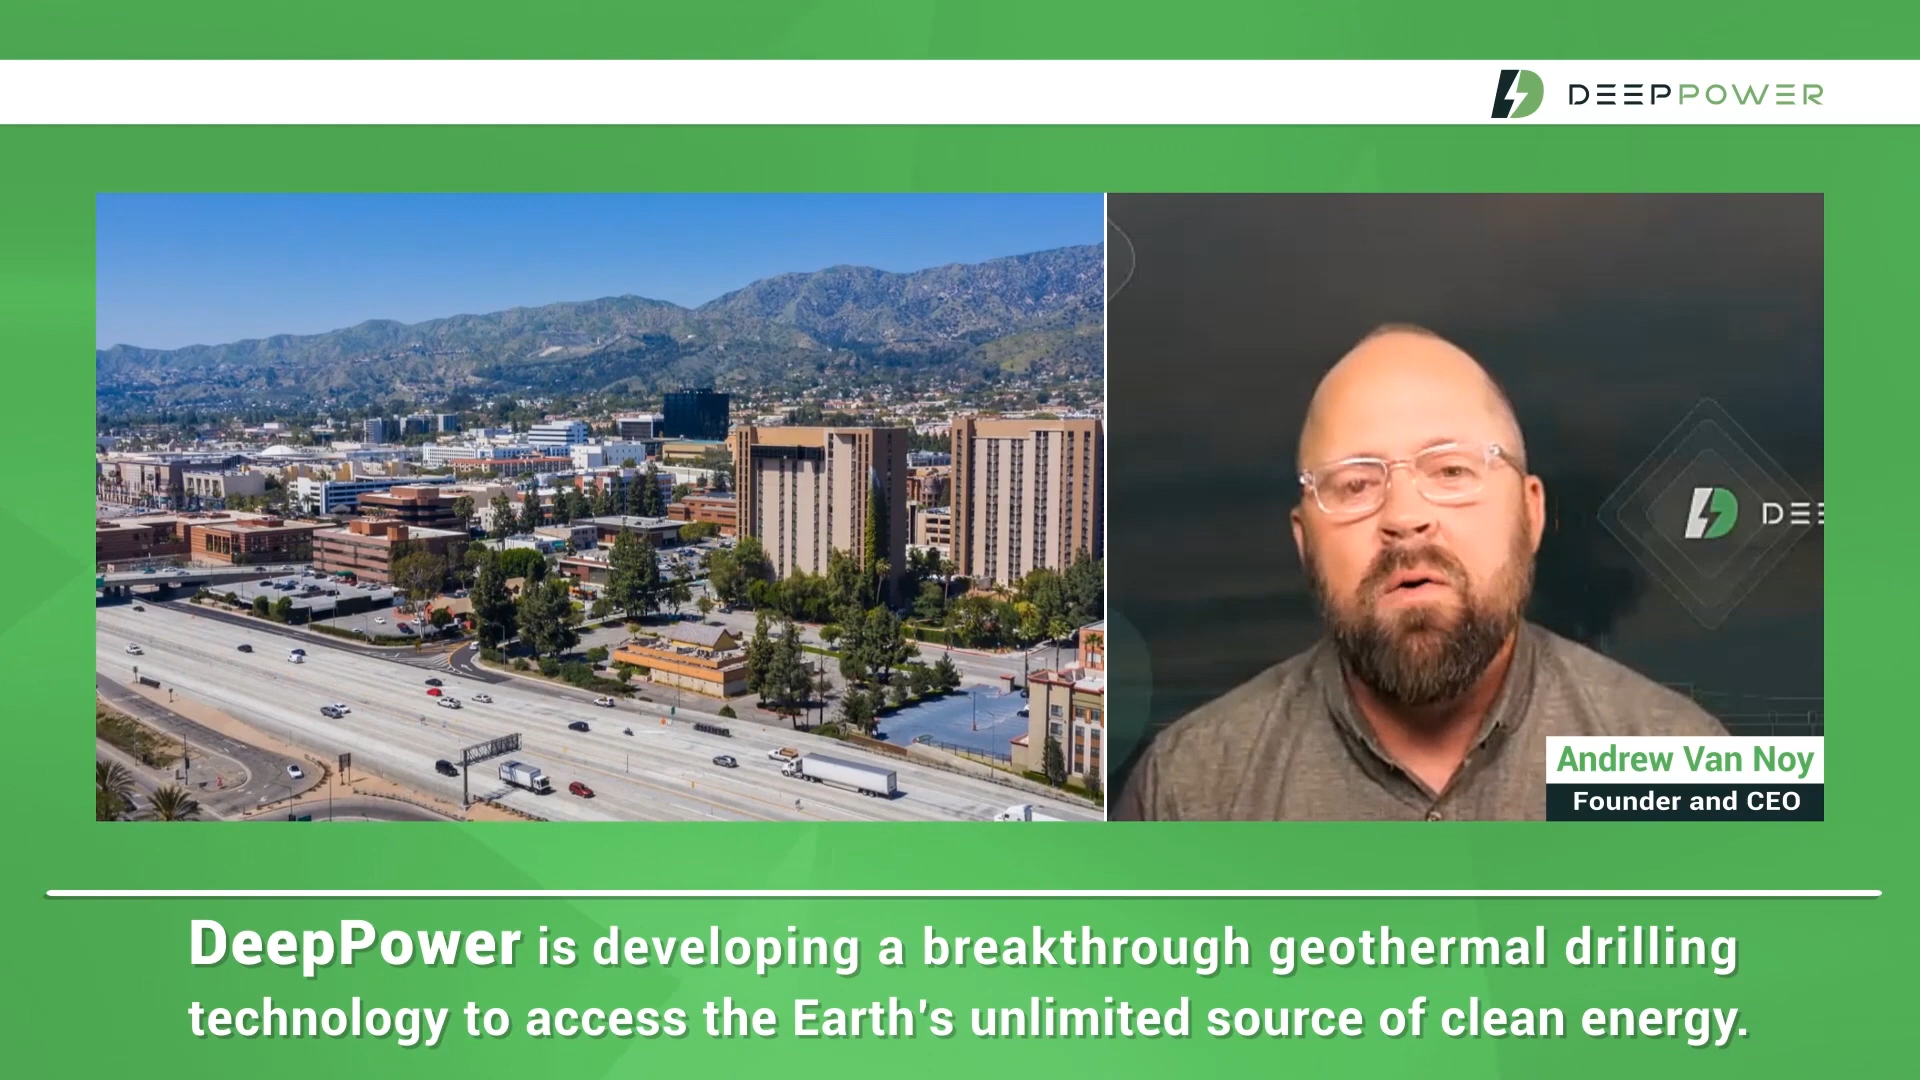 DEEPPOWER
DEE
Andrew Van Noy
Founder and CEO
DeepPower is developing a breakthrough geothermal drilling
technology to access the Earth's unlimited source of clean energy.